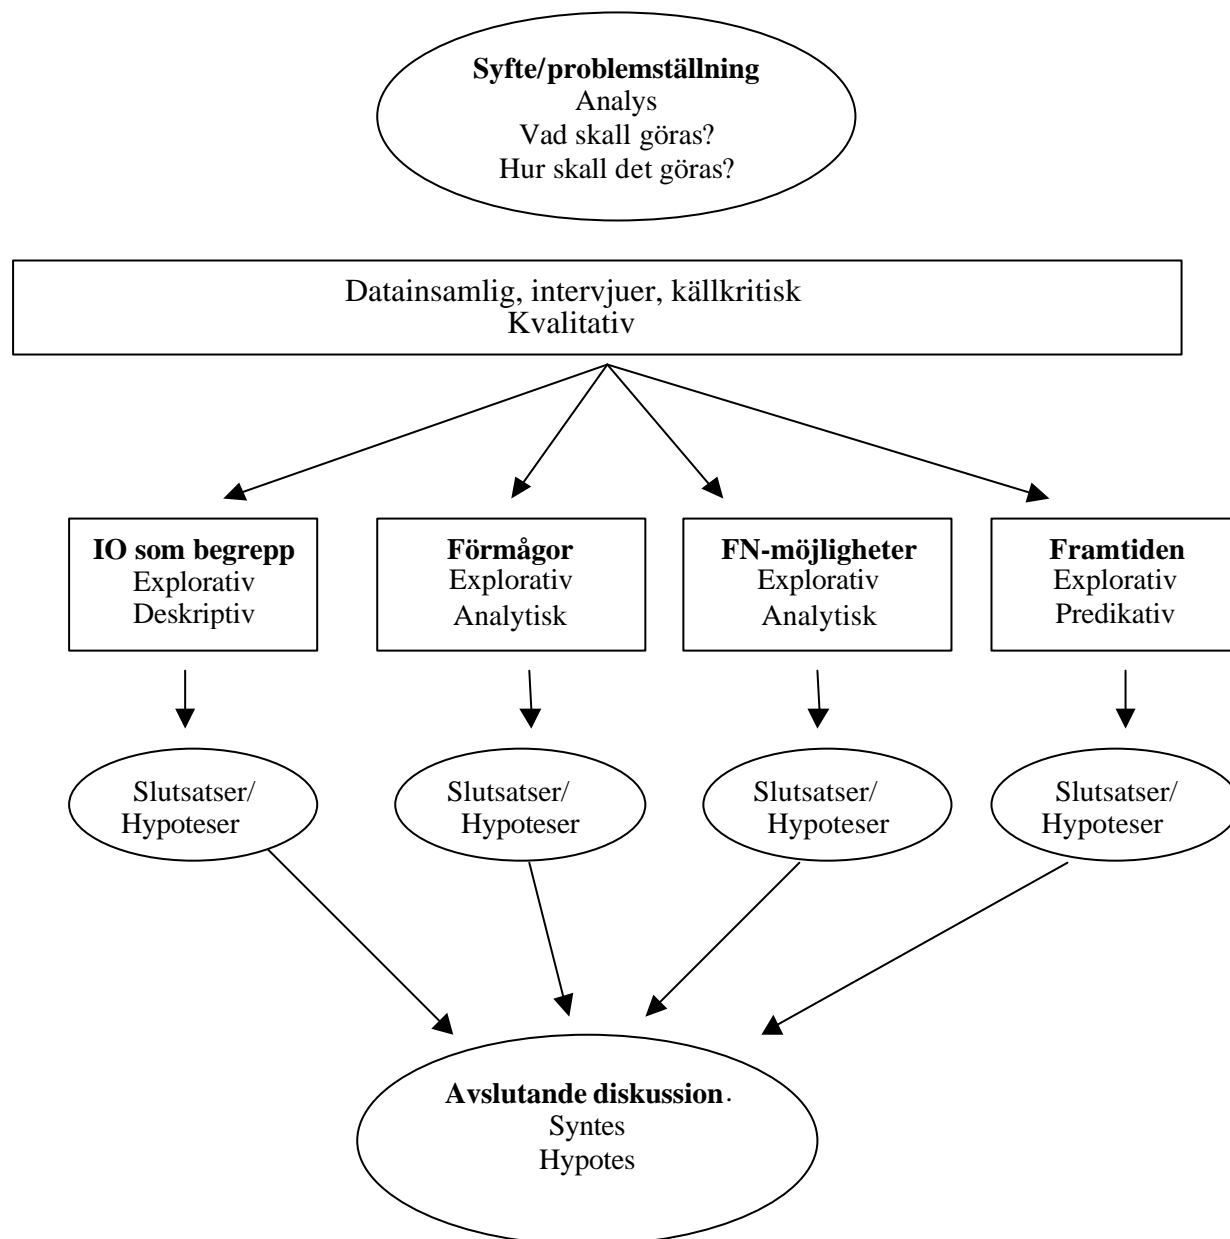 Syfte/problemställning
Analys
Vad skall göras?
Hur skall det göras?
Datainsamlig, intervjuer, källkritisk
Kvalitativ
IO som begrepp
Explorativ
Deskriptiv
Förmågor
Explorativ
Analytisk
FN-möjligheter
Explorativ
Analytisk
Framtiden
Explorativ
Predikativ
Slutsatser/
Hypoteser
Slutsatser/
Hypoteser
Slutsatser/
Hypoteser
Slutsatser/
Hypoteser
Avslutande diskussion.
Syntes
Hypotes